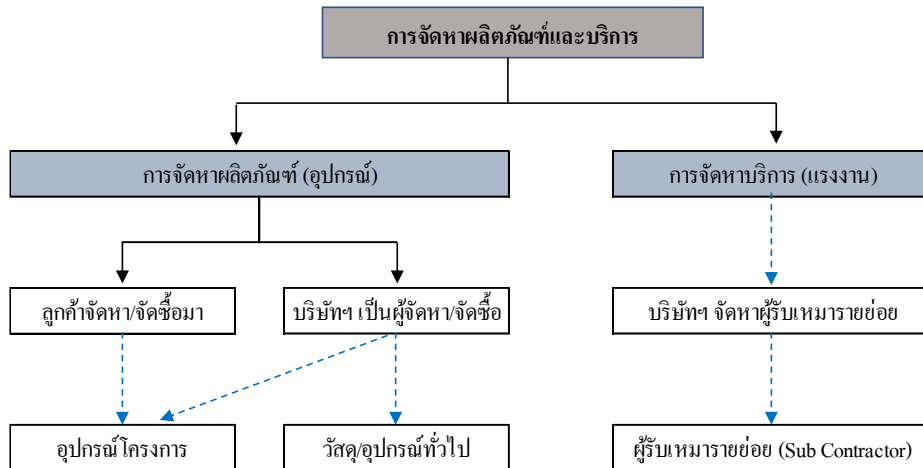 การจัดหาผลิตภัณฑ์และบริการ
การจัดหาผลิตภัณฑ์ (อุปกรณ์)
การจัดหาบริการ (แรงงาน)
ลูกค้าจัดหา/จัดซื้อมา
บริษัทฯ เป็นผู้จัดหา/จัดซื้อ
บริษัทฯ จัดหาผู้รับเหมารายย่อย
อุปกรณ์โครงการ
วัสดุ/อุปกรณ์ทั่วไป
ผู้รับเหมารายย่อย (Sub Contractor)